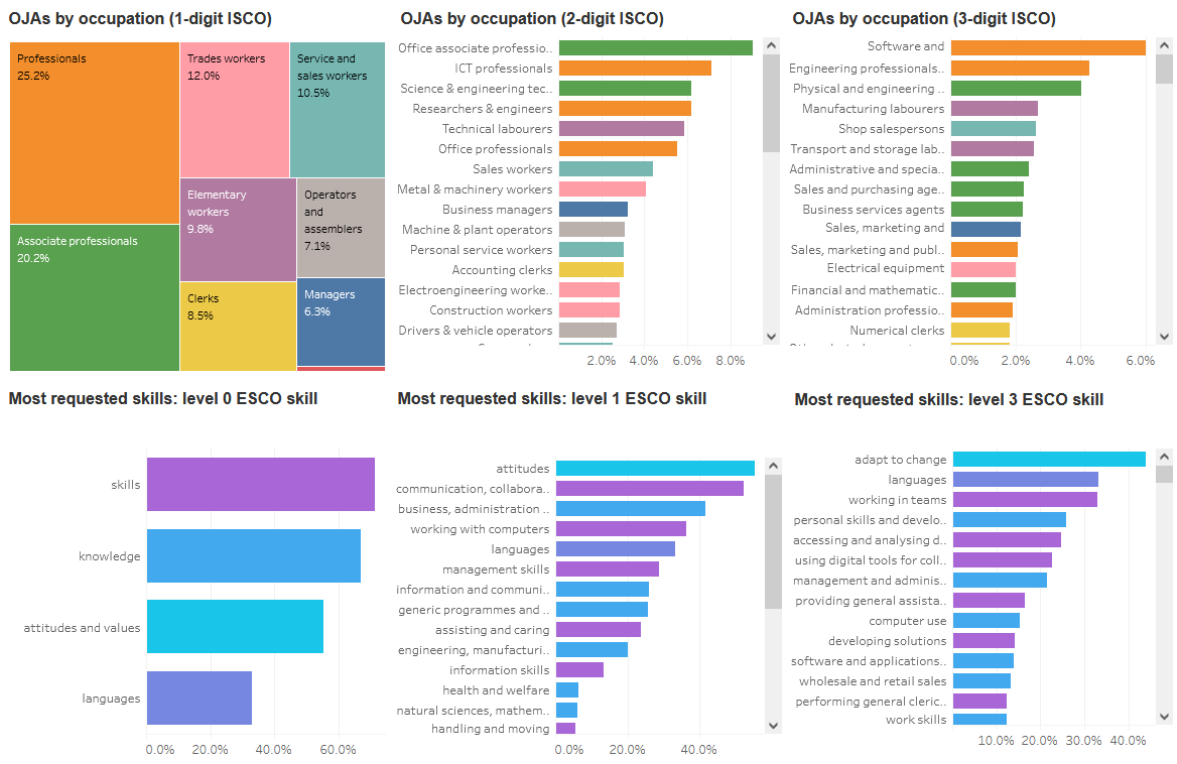 OJAs by occupation (1-digit ISCO)
Professionals
25.2%
Trades workers
12.0%
Service and
sales workers
10.5%
Elementary
workers
9.8%
Operators
and
assemblers
7.1%
Associate professionals
20.2%
Clerks
8.5%
Managers
6.3%
OJAs by occupation (2-digit ISCO)
Office associate professio..
ICT professionals
Science & engineering tec..
Researchers & engineers
Technical labourers
Office professionals
Sales workers
Metal & machinery workers
Business managers
Machine & plant operators
Personal service workers
Accounting clerks
Electroengineering worke..
Construction workers
Drivers & vehicle operators
2.0% 4.0% 6.0% 8.0%
OJAs by occupation (3-digit ISCO)
Software and
Engineering professionals..
Physical and engineering ..
Manufacturing labourers
Shop salespersons
Transport and storage lab..
Administrative and specia..
Sales and purchasing age..
Business services agents
Sales, marketing and
Sales, marketing and publ..
Electrical equipment
Financial and mathematic..
Administration professio..
Numerical clerks
0.0% 2.0% 4.0% 6.0%
Most requested skills: level 0 ESCO skill
skills
knowledge
attitudes and values
languages
0.0% 20.0% 40.0% 60.0%
Most requested skills: level 1 ESCO skill
attitudes
communication, collabora..
business, administration ..
working with computers
languages
management skills
information and communi..
generic programmes and ..
assisting and caring
engineering, manufacturi..
information skills
health and welfare
natural sciences, mathem..
handling and moving
0.0% 20.0% 40.0%
Most requested skills: level 3 ESCO skill
adapt to change
languages
working in teams
personal skills and develo..
accessing and analysing d..
using digital tools for coll..
management and adminis..
providing general assista..
computer use
developing solutions
software and applications..
wholesale and retail sales
performing general cleric..
work skills
10.0% 20.0% 30.0% 40.0%